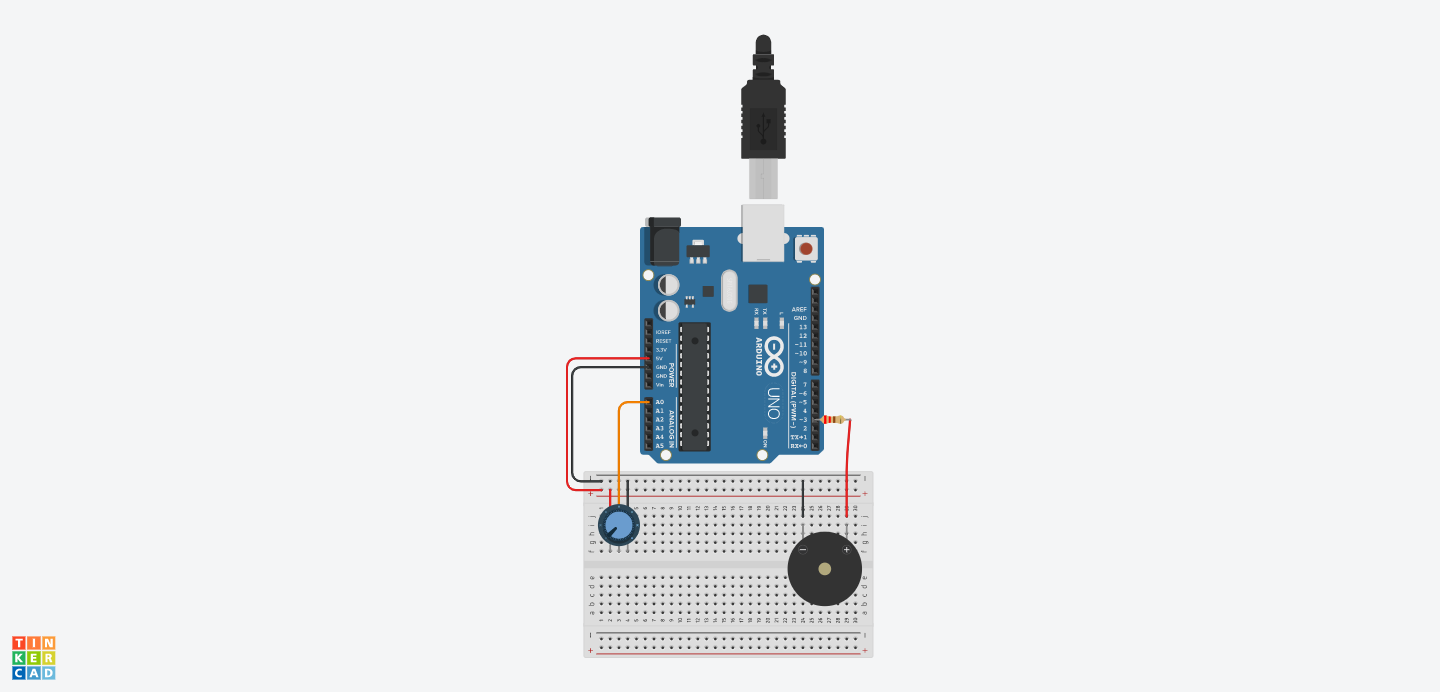 AREF
GND
13
12
~11
~10
~9
8
7
~6
~5
4
~3
2
TX→1
RX←0
DIGITAL (PWM~)
IOREF
RESET
3.3V
5V
GND
GND
Vin
POWER
A0
A1
A2
A3
A4
A5
ANALOG IN
RX
TX
L
ARDUINO
UNO
ON
j
i
h
g
f
e
d
c
b
a
TIN
KER
CAD